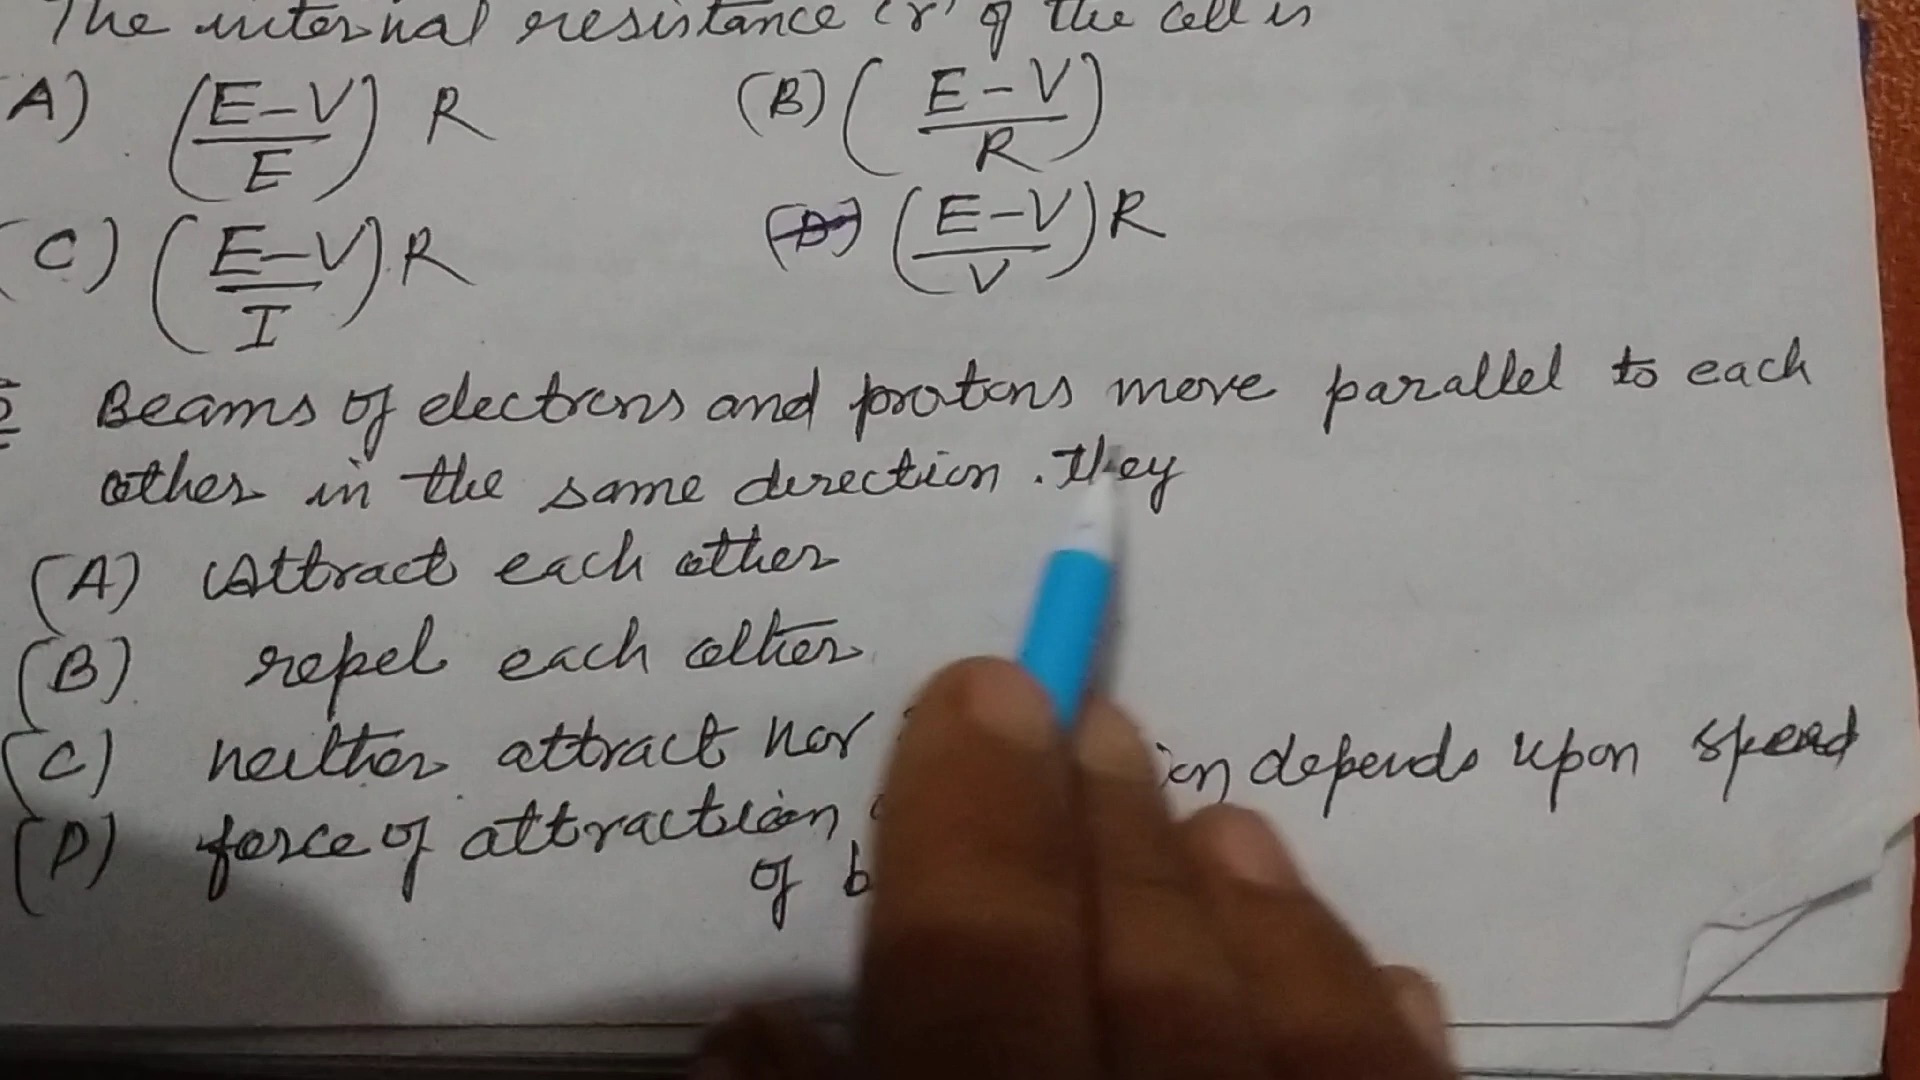 The internal resistance 'r' of the cell is
(A) (E-V/E) R (B) (E-V/R)
(C) (E-V/I) R (D) (E-V/V) R
Beams of electrons and protons move parallel to each
other in the same direction. They
(A) Attract each other
(B) repel each other
(C) neither attract nor
(D) force of attraction depends upon speed
of b